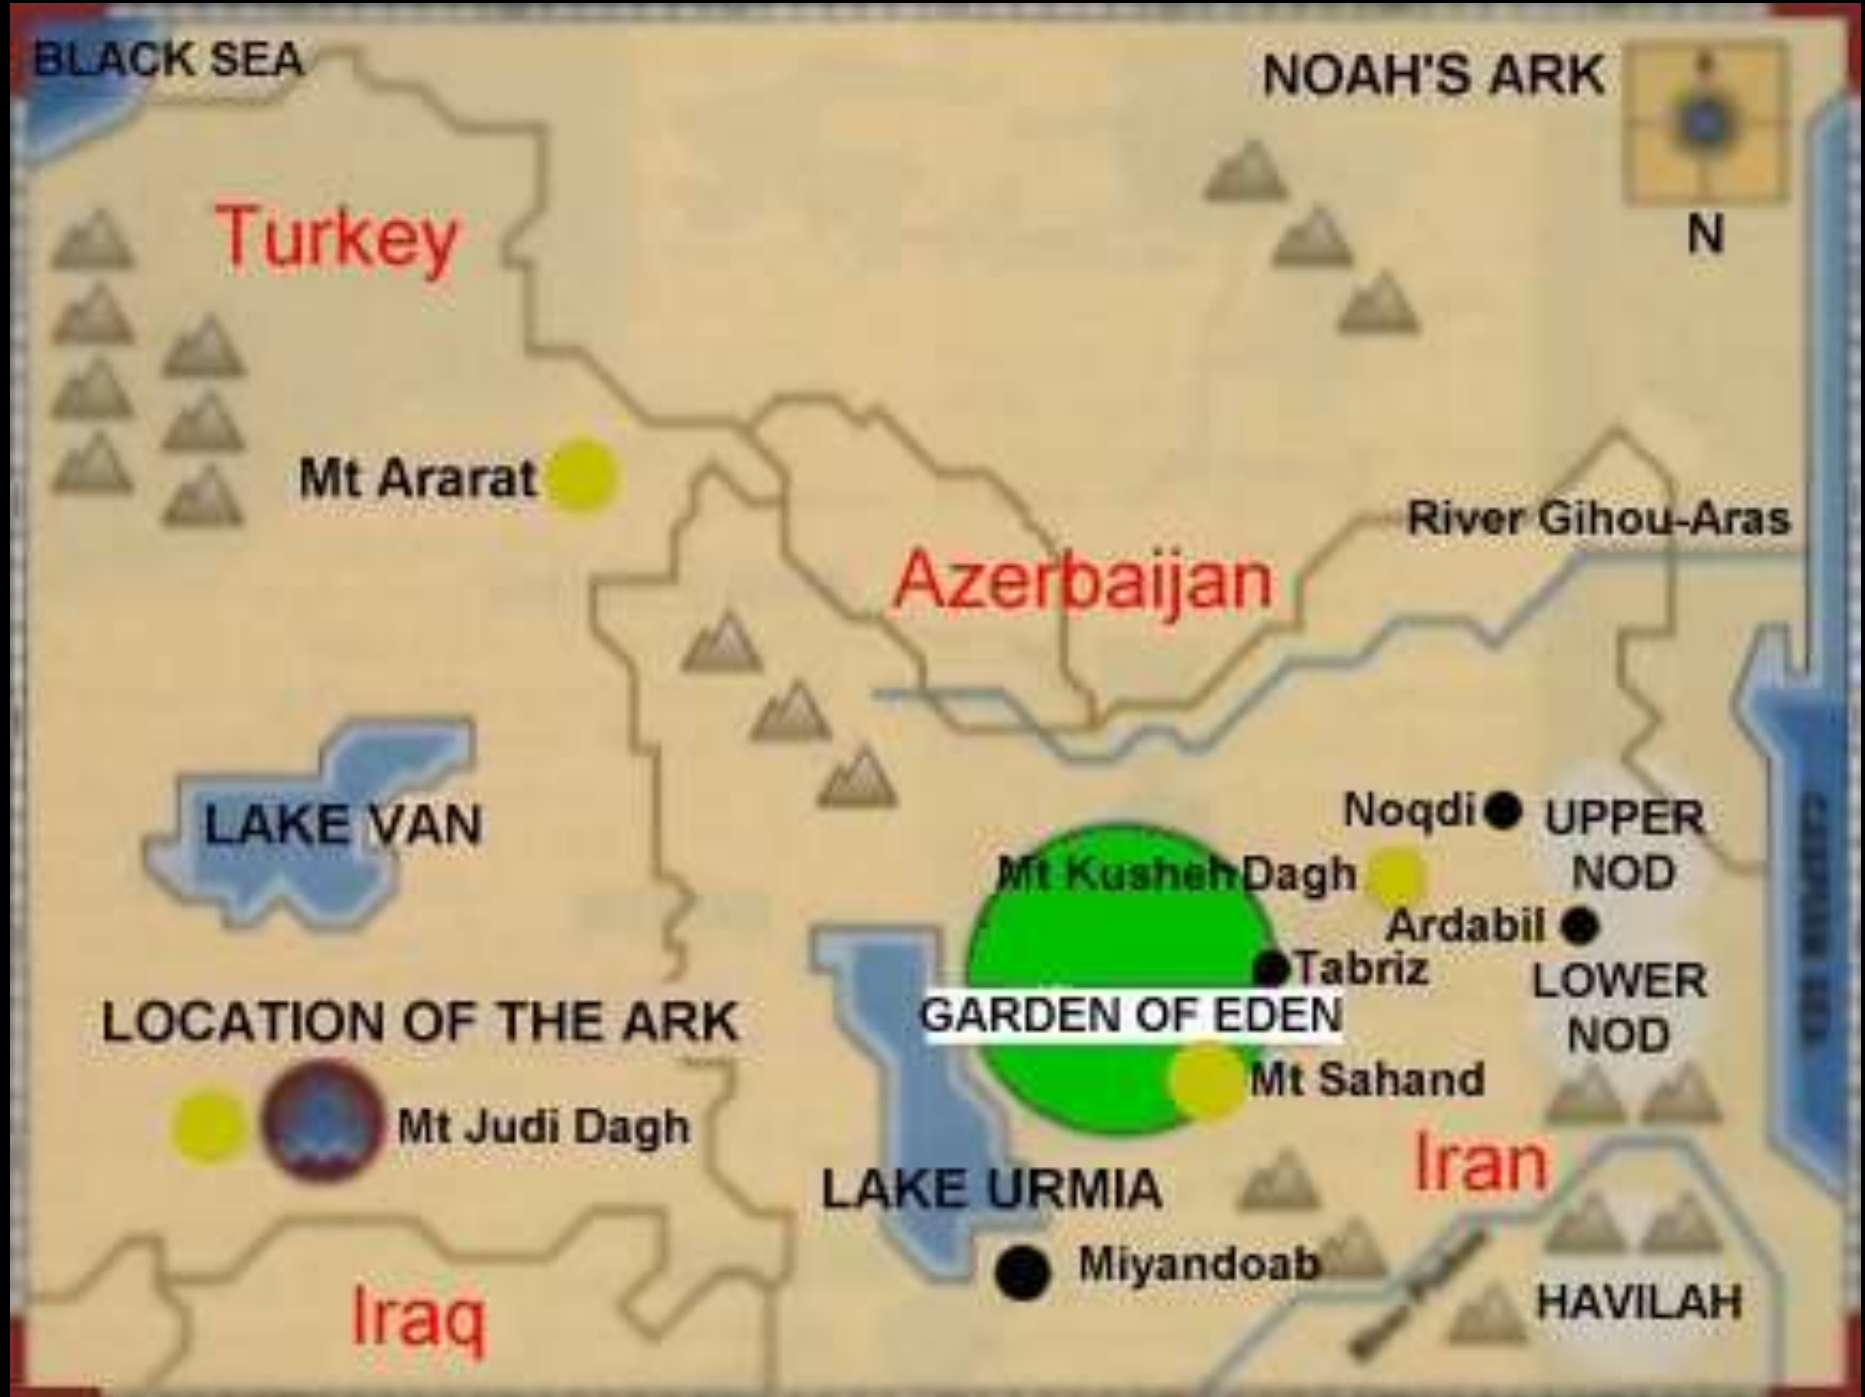 BLACK SEA
NOAH'S ARK
N
Turkey
Mt Ararat
River Gihou-Aras
Azerbaijan
LAKE VAN
Noqdi
UPPER
NOD
Mt Kusheh Dagh
Ardabil
Tabriz
LOWER
NOD
LOCATION OF THE ARK
GARDEN OF EDEN
Mt Sahand
Mt Judi Dagh
Iran
LAKE URMIA
Miyandoab
HAVILAH
Iraq